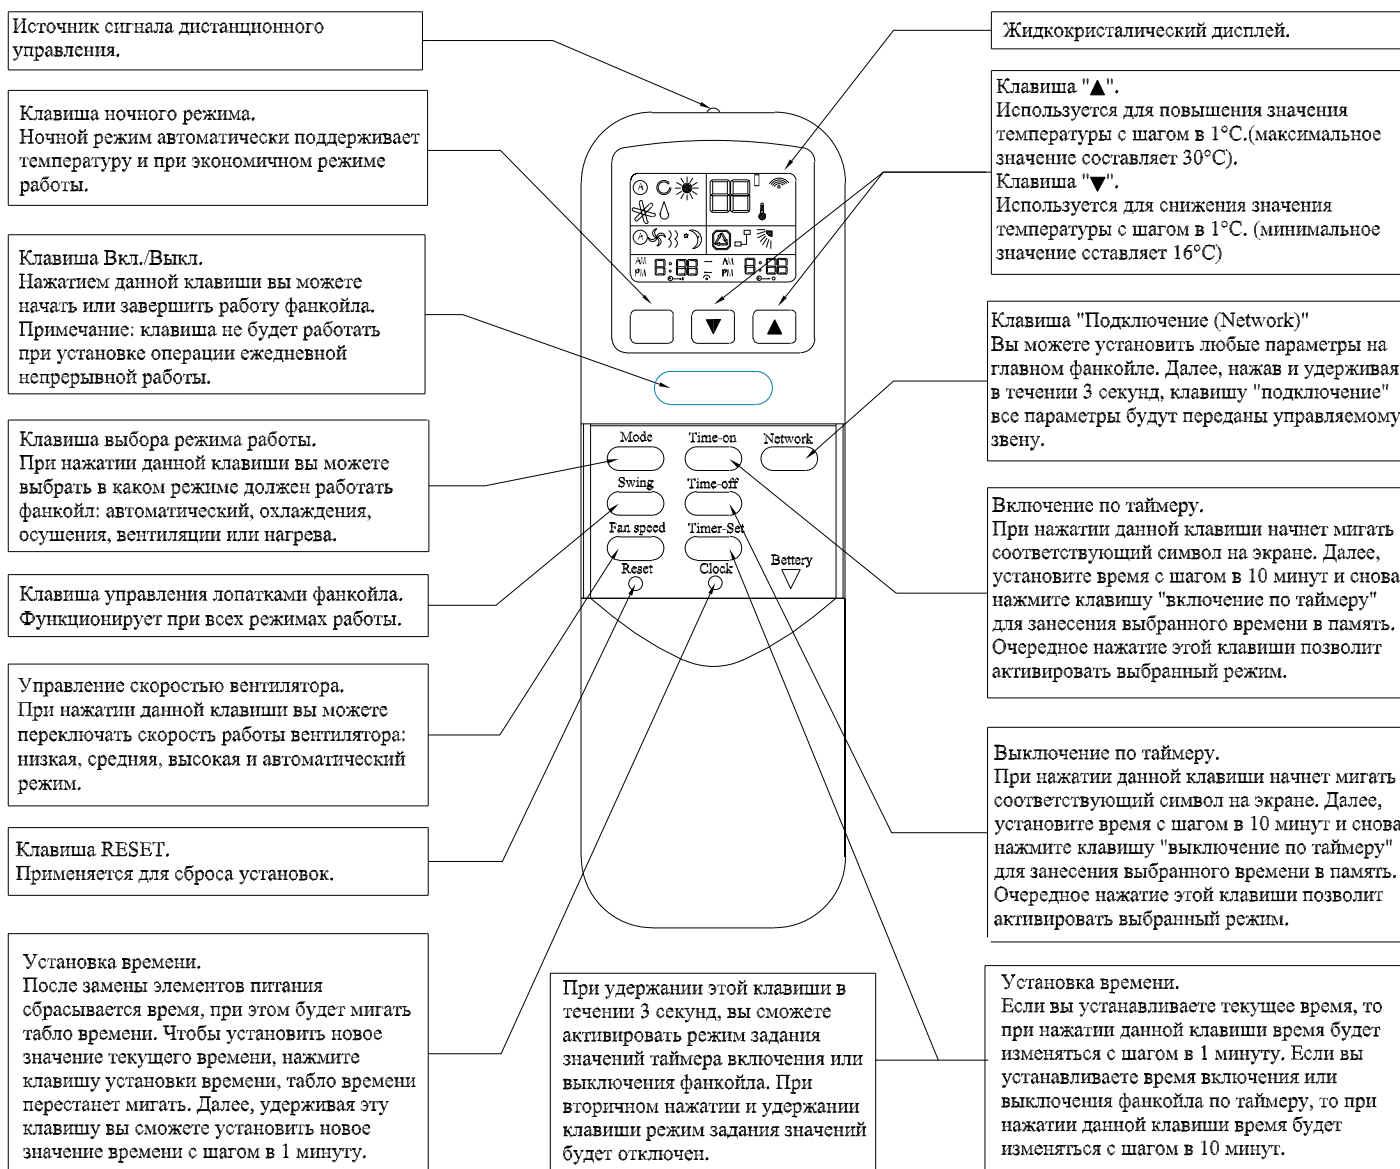 Источник сигнала дистанционного
управления.
Клавиша ночного режима.
Ночной режим автоматически поддерживает
температуру и при экономичном режиме
работы.
Клавиша Вкл./Выкл.
Нажатием данной клавиши вы можете
начать или завершить работу фанкойла.
Примечание: клавиша не будет работать
при установке операции ежедневной
непрерывной работы.
Клавиша выбора режима работы.
При нажатии данной клавиши вы можете
выбрать в каком режиме должен работать
фанкойл: автоматический, охлаждения,
осушения, вентиляции или нагрева.
Клавиша управления лопатками фанкойла.
Функционирует при всех режимах работы.
Управление скоростью вентилятора.
При нажатии данной клавиши вы можете
переключать скорость работы вентилятора:
низкая, средняя, высокая и автоматический
режим.
Клавиша RESET.
Применяется для сброса установок.
Установка времени.
После замены элементов питания
сбрасывается время, при этом будет мигать
табло времени. Чтобы установить новое
значение текущего времени, нажмите
клавишу установки времени, табло времени
перестанет мигать. Далее, удерживая эту
клавишу вы сможете установить новое
значение времени с шагом в 1 минуту.
A
A
AM 8:88 — AM 8:88
PM PM
▼ ▲
Mode Time-on Network
Swing Time-off
Fan speed Timer-Set
Reset Clock Bettery
При удержании этой клавиши в
течении 3 секунд, вы сможете
активировать режим задания
значений таймера включения или
выключения фанкойла. При
вторичном нажатии и удержании
клавиши режим задания значений
будет отключен.
Жидкокристалический дисплей.
Клавиша "▲".
Используется для повышения значения
температуры с шагом в 1°C.(максимальное
значение составляет 30°C).
Клавиша "▼".
Используется для снижения значения
температуры с шагом в 1°C. (минимальное
значение сставляет 16°C)
Клавиша "Подключение (Network)"
Вы можете установить любые параметры на
главном фанкойле. Далее, нажав и удерживая
в течении 3 секунд, клавишу "подключение"
все параметры будут переданы управляемому
звену.
Включение по таймеру.
При нажатии данной клавиши начнет мигать
соответствующий символ на экране. Далее,
установите время с шагом в 10 минут и снова
нажмите клавишу "включение по таймеру"
для занесения выбранного времени в память.
Очередное нажатие этой клавиши позволит
активировать выбранный режим.
Выключение по таймеру.
При нажатии данной клавиши начнет мигать
соответствующий символ на экране. Далее,
установите время с шагом в 10 минут и снова
нажмите клавишу "выключение по таймеру"
для занесения выбранного времени в память.
Очередное нажатие этой клавиши позволит
активировать выбранный режим.
Установка времени.
Если вы устанавливаете текущее время, то
при нажатии данной клавиши время будет
изменяться с шагом в 1 минуту. Если вы
устанавливаете время включения или
выключения фанкойла по таймеру, то при
нажатии данной клавиши время будет
изменяться с шагом в 10 минут.